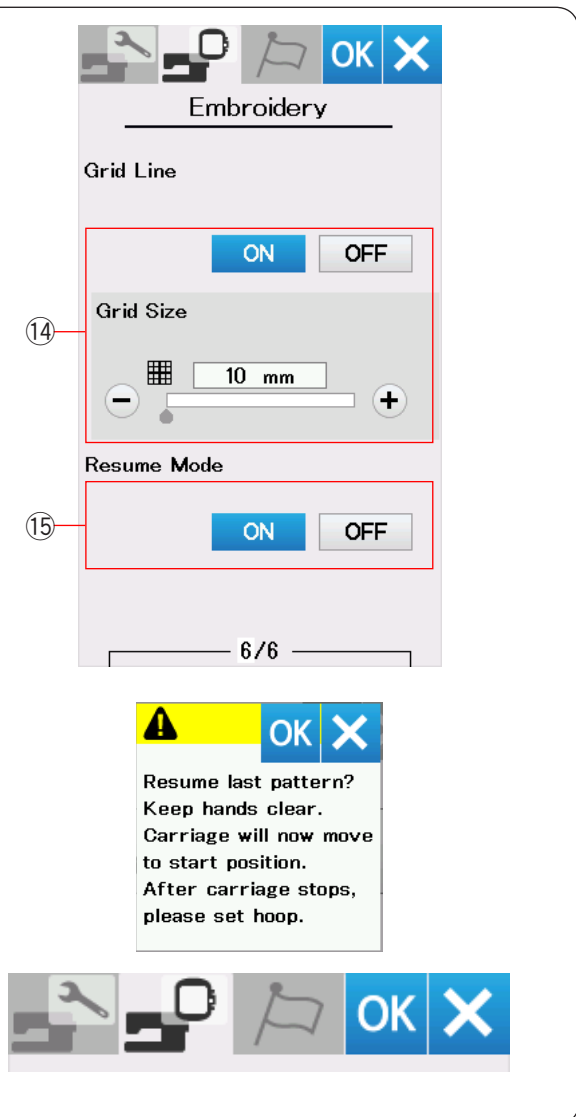 OK
Embroidery
Grid Line
ON OFF
⑭
Grid Size
10 mm
− +
Resume Mode
⑮
ON OFF
6/6
OK
Resume last pattern?
Keep hands clear.
Carriage will now move
to start position.
After carriage stops,
please set hoop.
OK